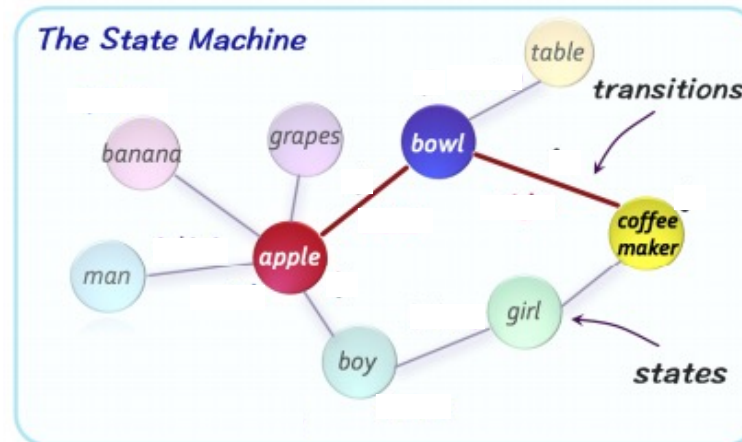 The State Machine
table
transitions
bowl
grapes
banana
coffee
maker
apple
man
girl
boy
states